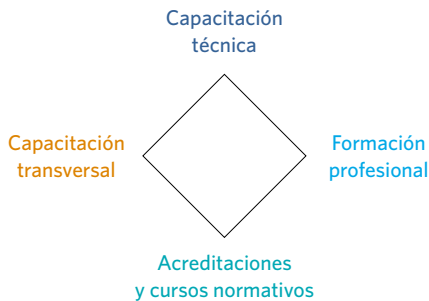 Capacitación
técnica
Capacitación
transversal
Formación
profesional
Acreditaciones
y cursos normativos